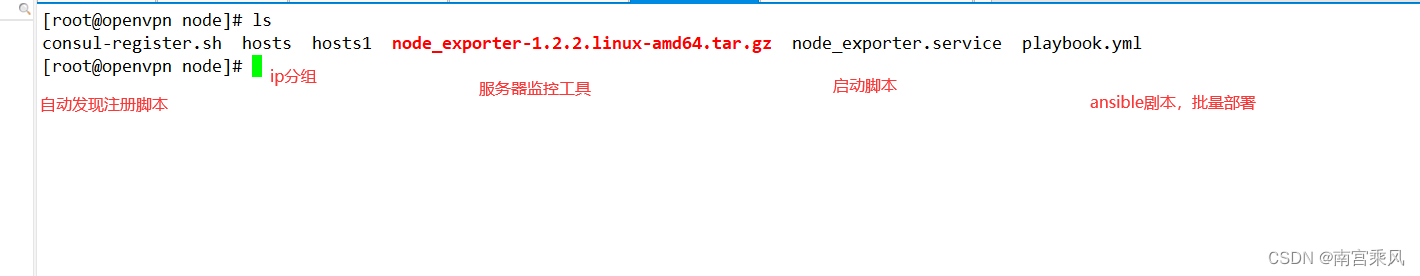 [root@openvpn node]# ls
consul-register.sh  hosts  hosts1  node_exporter-1.2.2.linux-amd64.tar.gz  node_exporter.service  playbook.yml
[root@openvpn node]#
ip分组
服务器监控工具
启动脚本
自动发现注册脚本
ansible剧本，批量部署
CSDN @南宫乘风